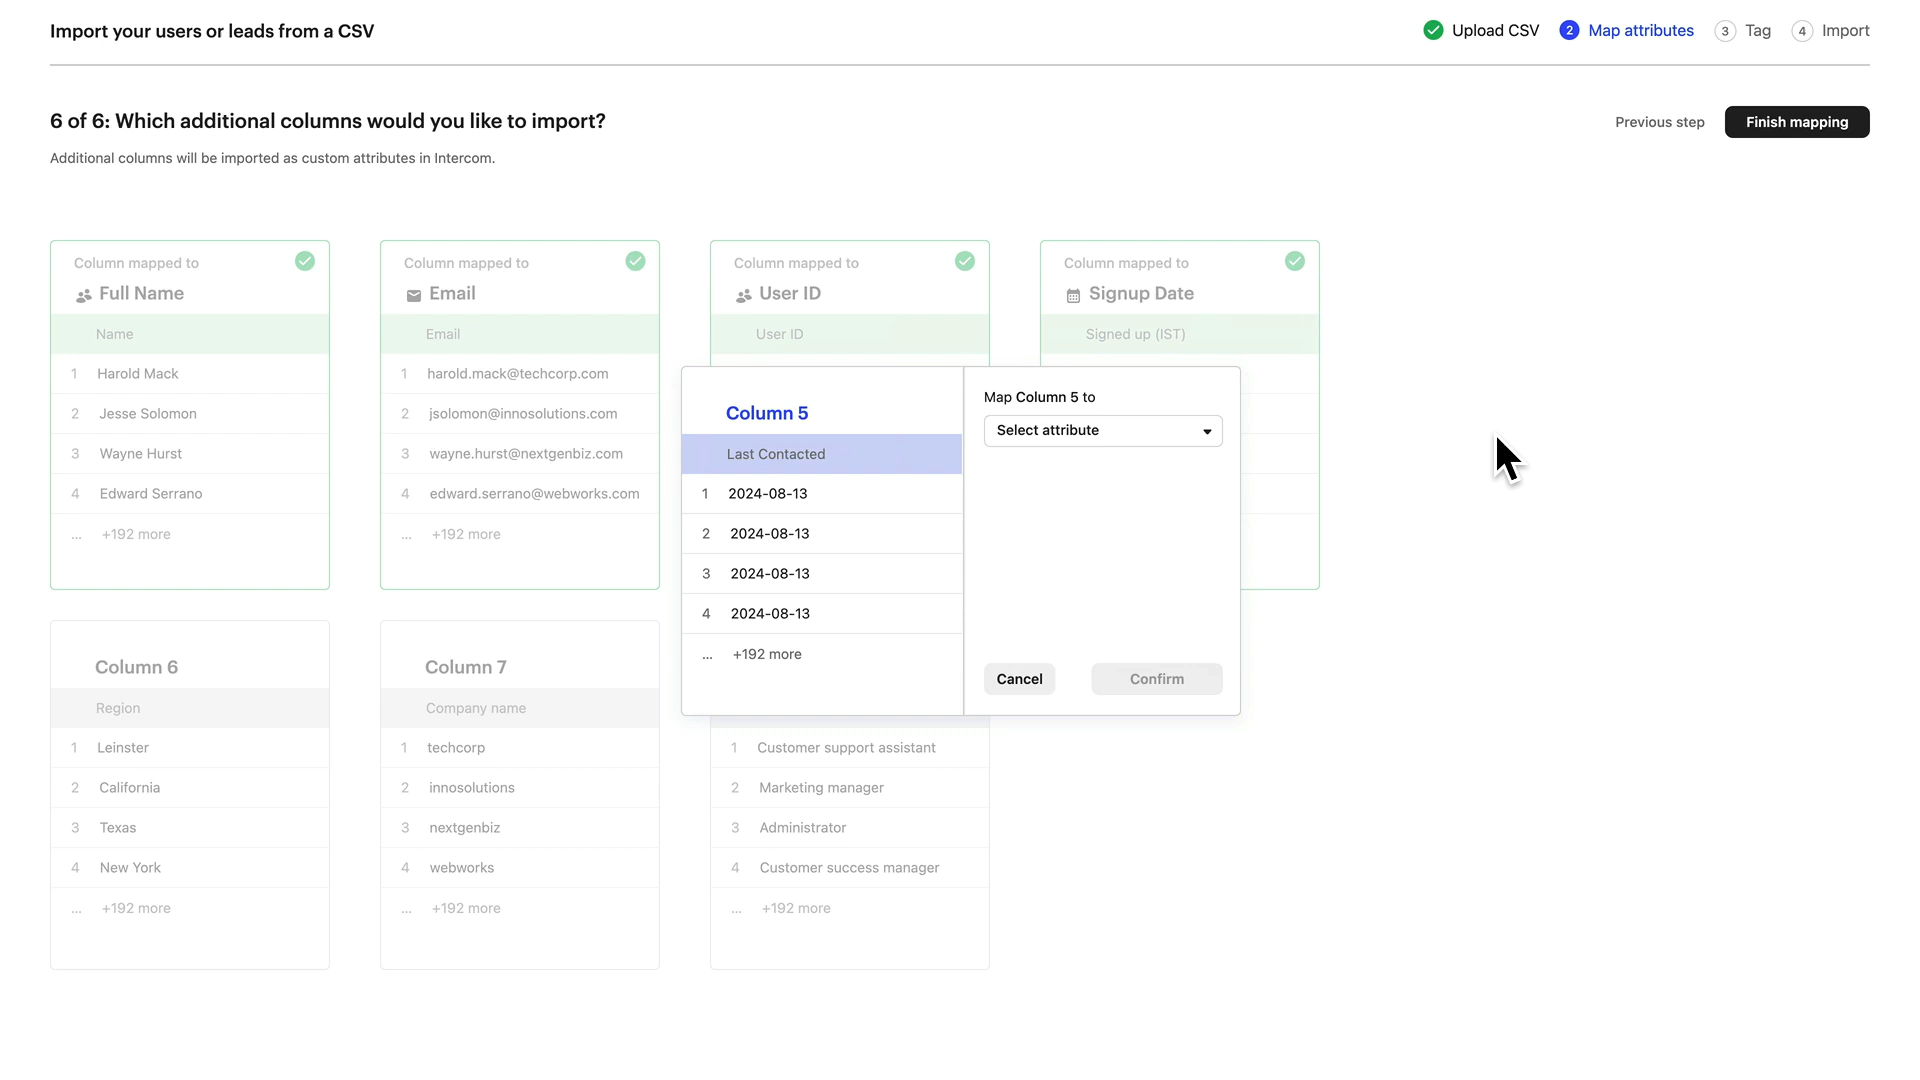 Import your users or leads from a CSV
Upload CSV
2 Map attributes
3 Tag
4 Import
6 of 6: Which additional columns would you like to import?
Additional columns will be imported as custom attributes in Intercom.
Previous step
Finish mapping
Column mapped to
Full Name
Name
1 Harold Mack
2 Jesse Solomon
3 Wayne Hurst
4 Edward Serrano
... +192 more
Column mapped to
Email
Email
1 harold.mack@techcorp.com
2 jsolomon@innosolutions.com
3 wayne.hurst@nextgenbiz.com
4 edward.serrano@webworks.com
... +192 more
Column mapped to
User ID
User ID
Column mapped to
Signup Date
Signed up (IST)
Column 5
Last Contacted
1 2024-08-13
2 2024-08-13
3 2024-08-13
4 2024-08-13
... +192 more
Map Column 5 to
Select attribute
Cancel
Confirm
Column 6
Region
1 Leinster
2 California
3 Texas
4 New York
... +192 more
Column 7
Company name
1 techcorp
2 innosolutions
3 nextgenbiz
4 webworks
... +192 more
1 Customer support assistant
2 Marketing manager
3 Administrator
4 Customer success manager
... +192 more